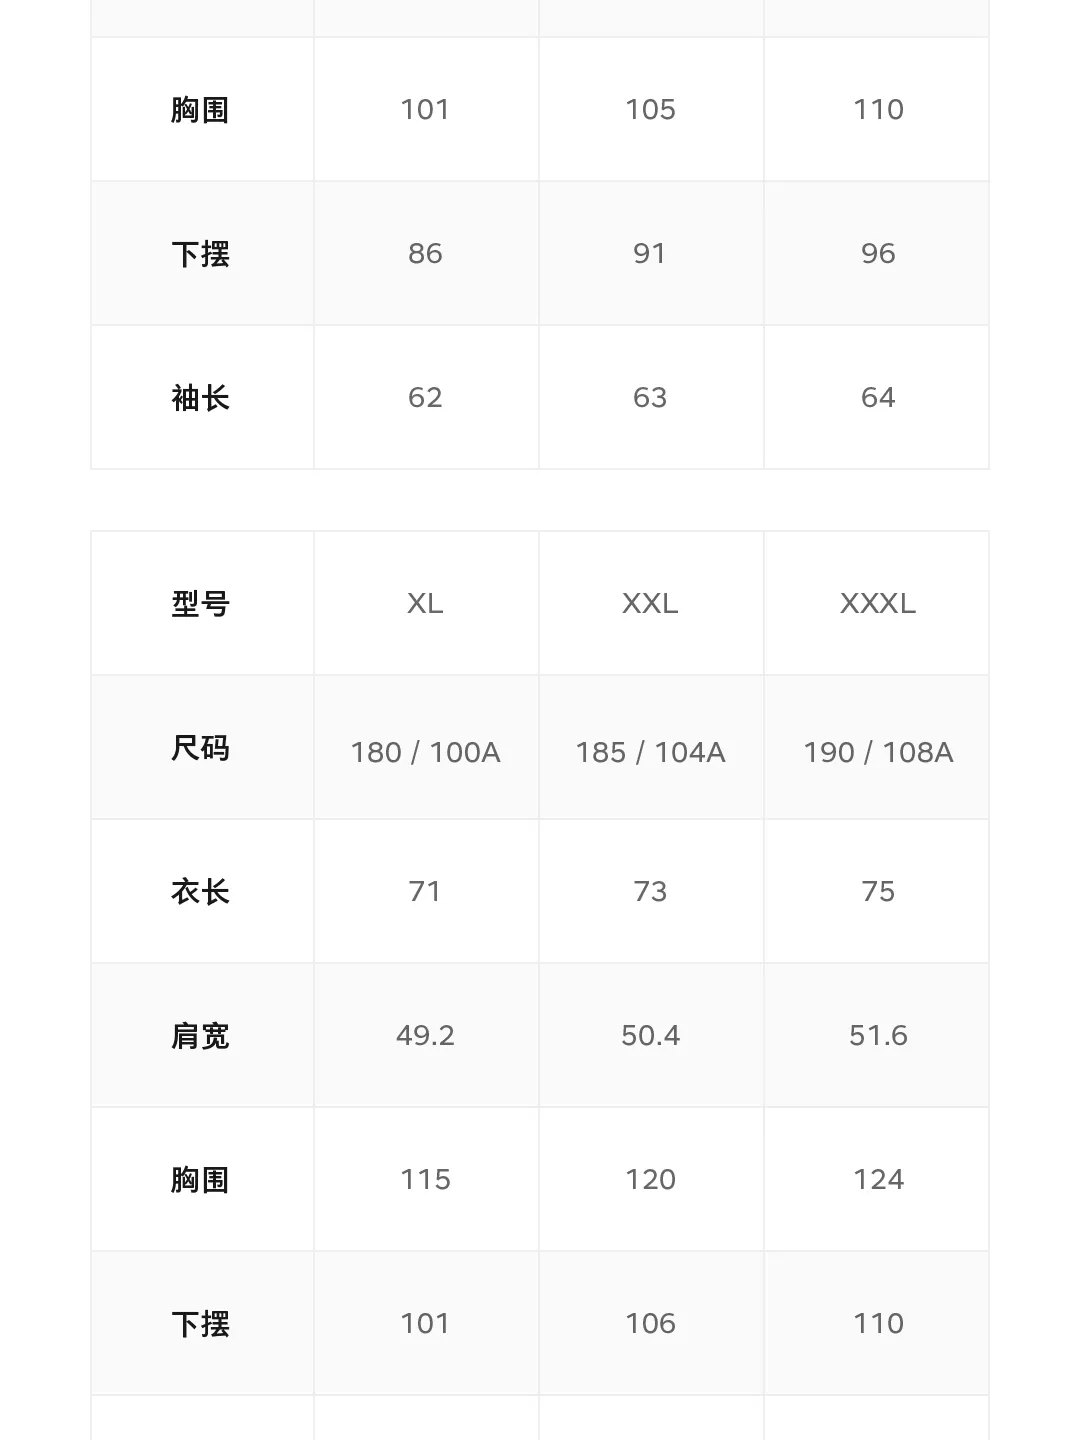 胸围 101 105 110
下摆 86 91 96
袖长 62 63 64
型号 XL XXL XXXL
尺码 180 / 100A 185 / 104A 190 / 108A
衣长 71 73 75
肩宽 49.2 50.4 51.6
胸围 115 120 124
下摆 101 106 110